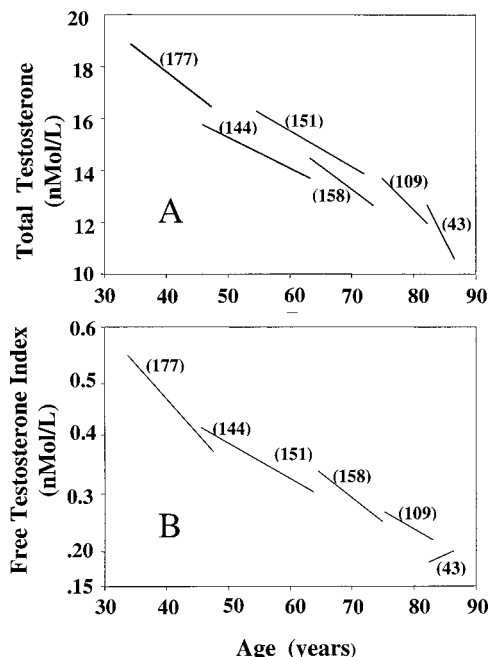 20
18
16
14
12
10
Total Testosterone
(nMol/L)
(177)
(144)
(151)
(158)
(109)
(43)
A
30 40 50 60 70 80 90
0.6
0.5
0.4
0.3
.20
.15
Free Testosterone Index
(nMol/L)
(177)
(144)
(151)
(158)
(109)
(43)
B
30 40 50 60 70 80 90
Age (years)